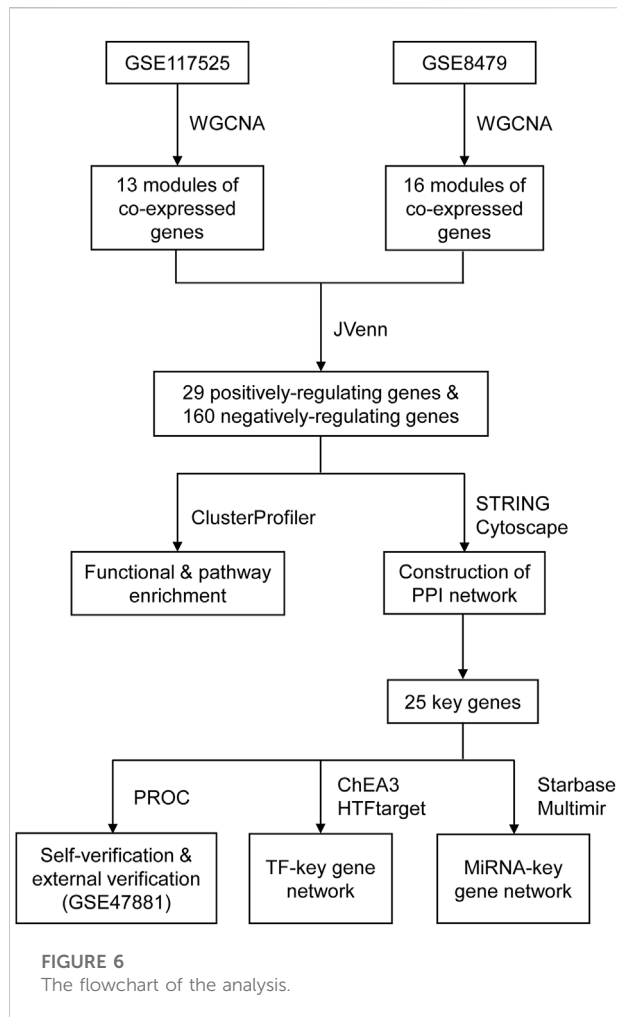 GSE117525
GSE8479
WGCNA
WGCNA
13 modules of
co-expressed
genes
16 modules of
co-expressed
genes
JVenn
29 positively-regulating genes &
160 negatively-regulating genes
ClusterProfiler
STRING
Cytoscape
Functional & pathway
enrichment
Construction of
PPI network
25 key genes
PROC
ChEA3
HTFtarget
Starbase
Multimir
Self-verification &
external verification
(GSE47881)
TF-key gene
network
MiRNA-key
gene network
FIGURE 6
The flowchart of the analysis.